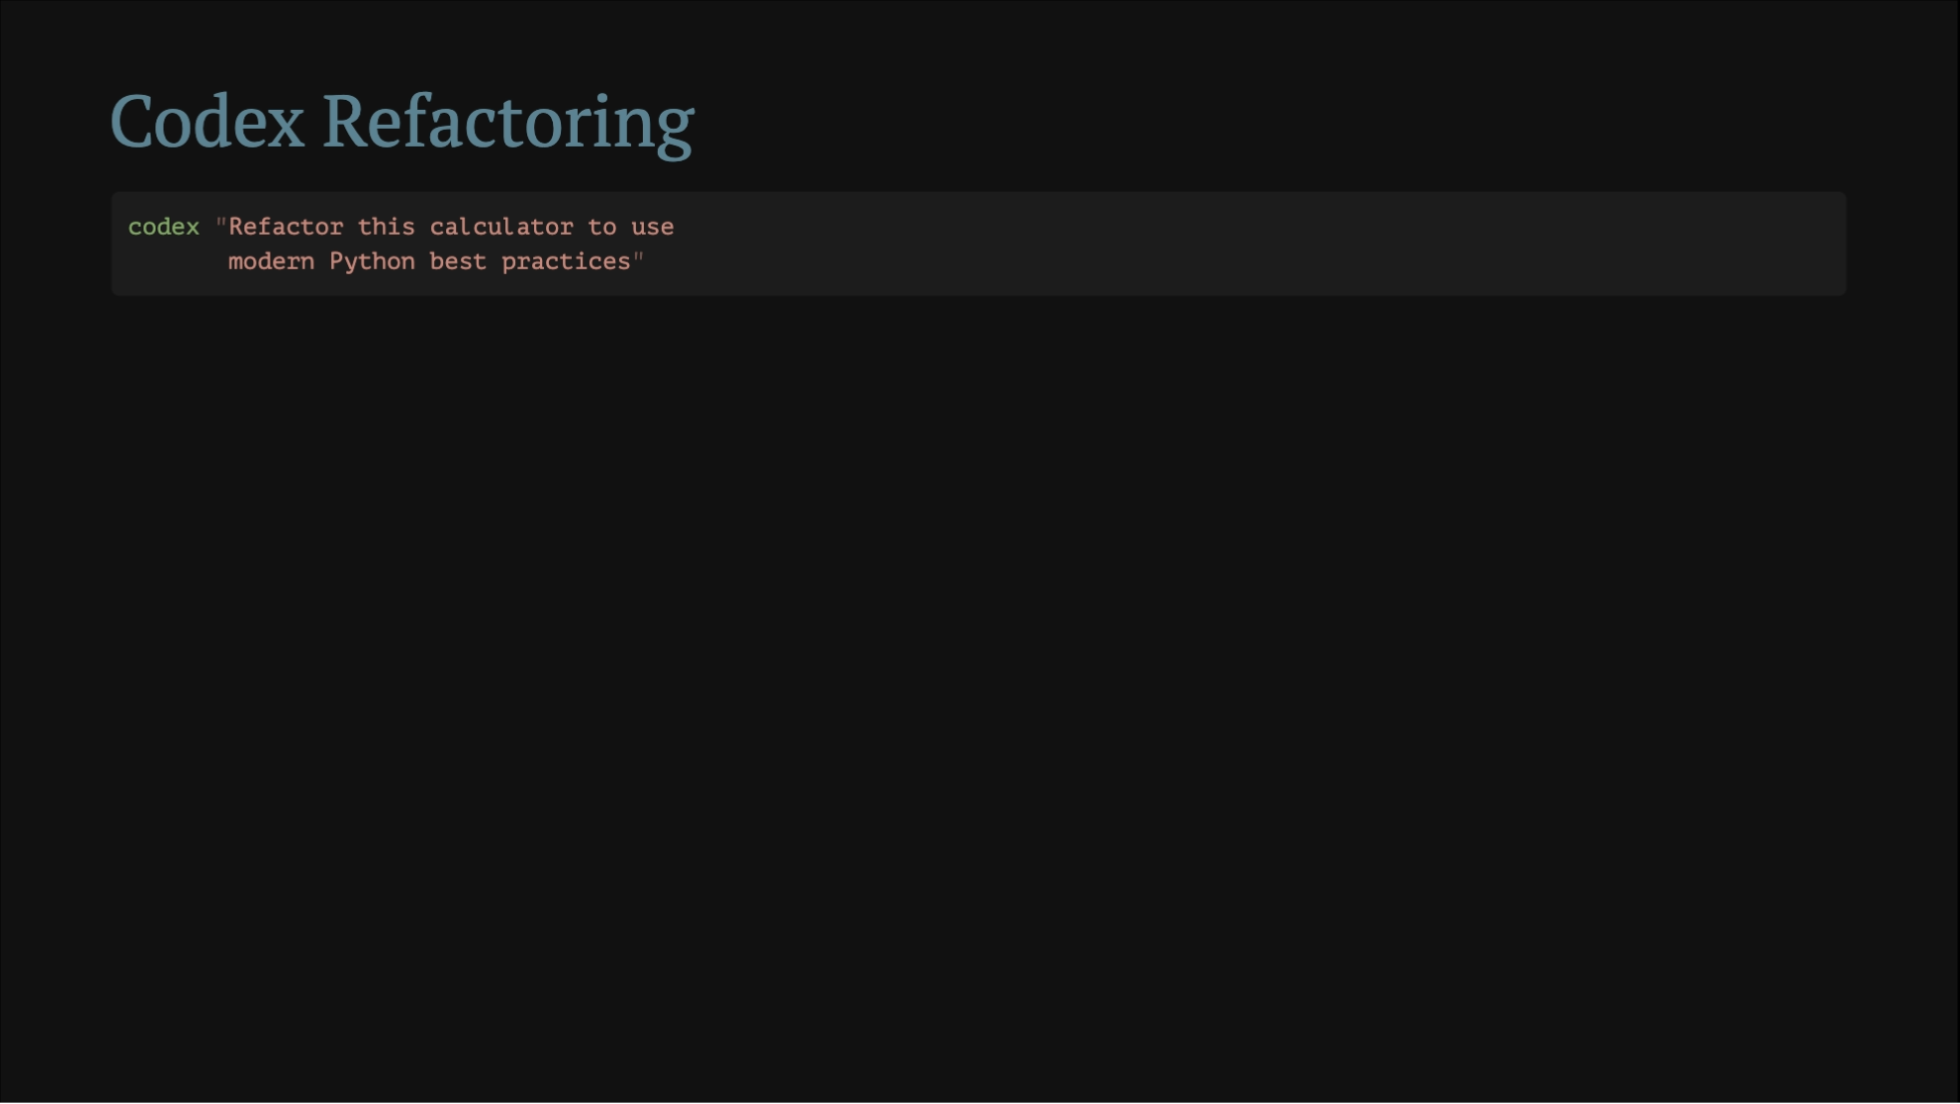 Codex Refactoring
codex "Refactor this calculator to use
modern Python best practices"